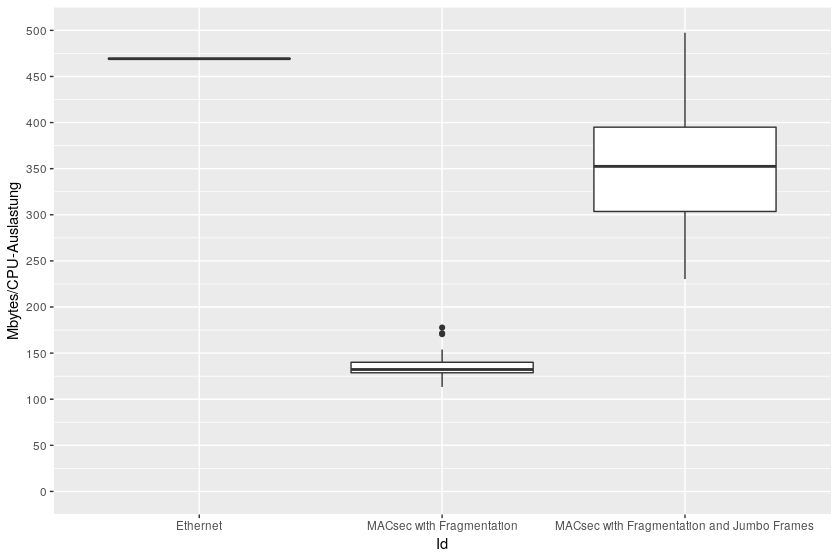 500
450
400
350
300
250
200
150
100
50
0
Mbytes/CPU-Auslastung
Ethernet
MACsec with Fragmentation
MACsec with Fragmentation and Jumbo Frames
Id